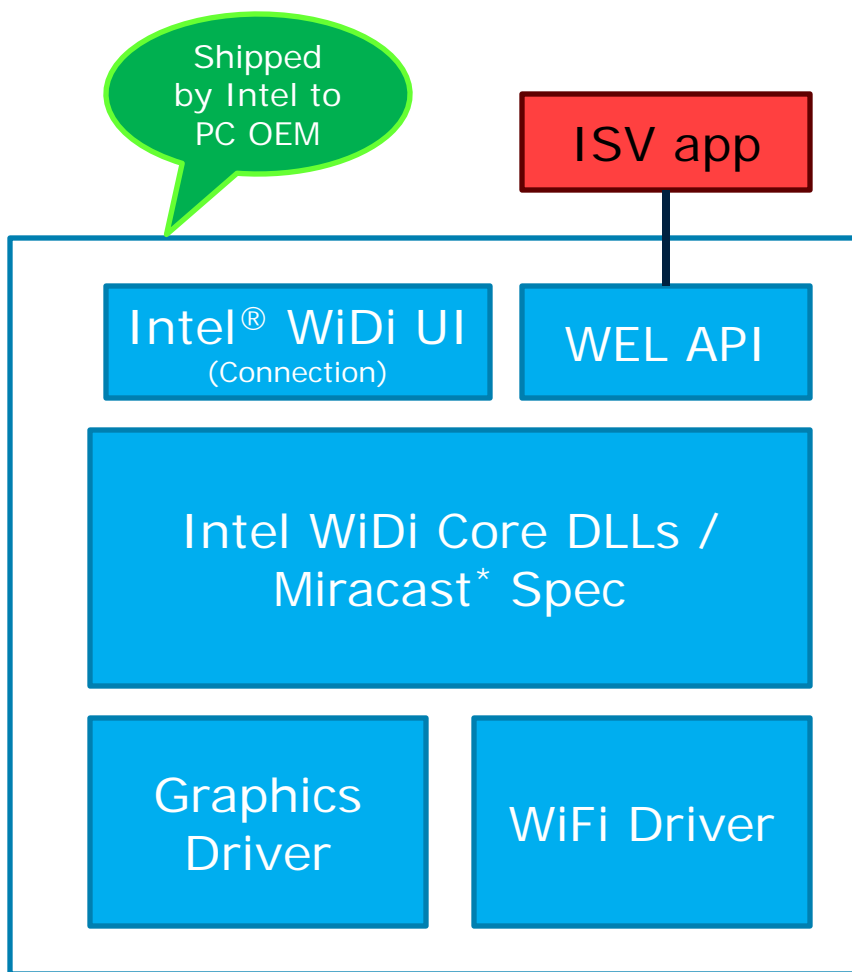 Shipped
by Intel to
PC OEM
ISV app
Intel® WiDi UI
(Connection)
WEL API
Intel WiDi Core DLLs /
Miracast* Spec
Graphics
Driver
WiFi Driver